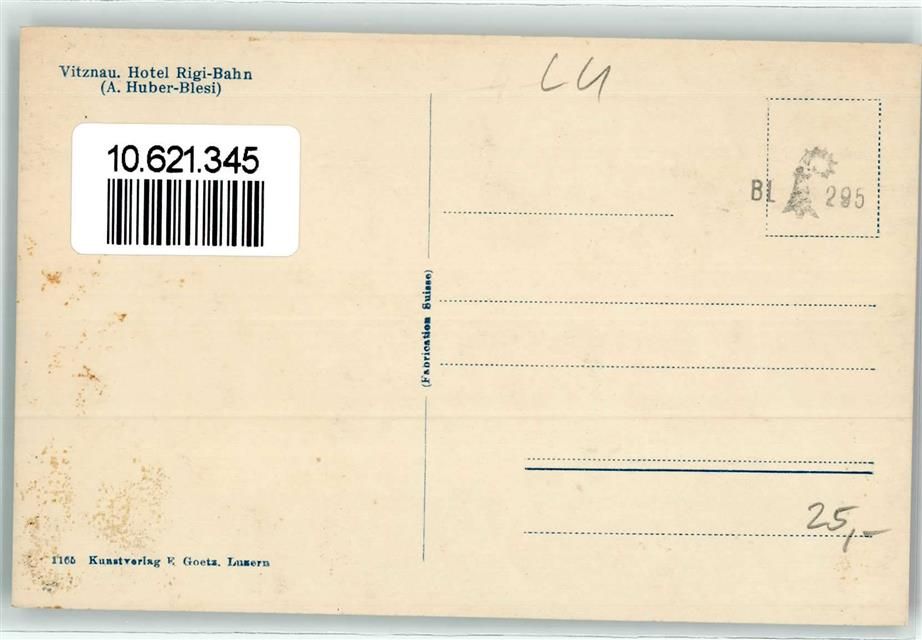 Vitznau. Hotel Rigi-Bahn
(A. Huber-Blesi)
10.621.345
LU
BL 295
(Fabrication Suisse)
25,-
1165 Kunstverlag E. Goetz. Luzern